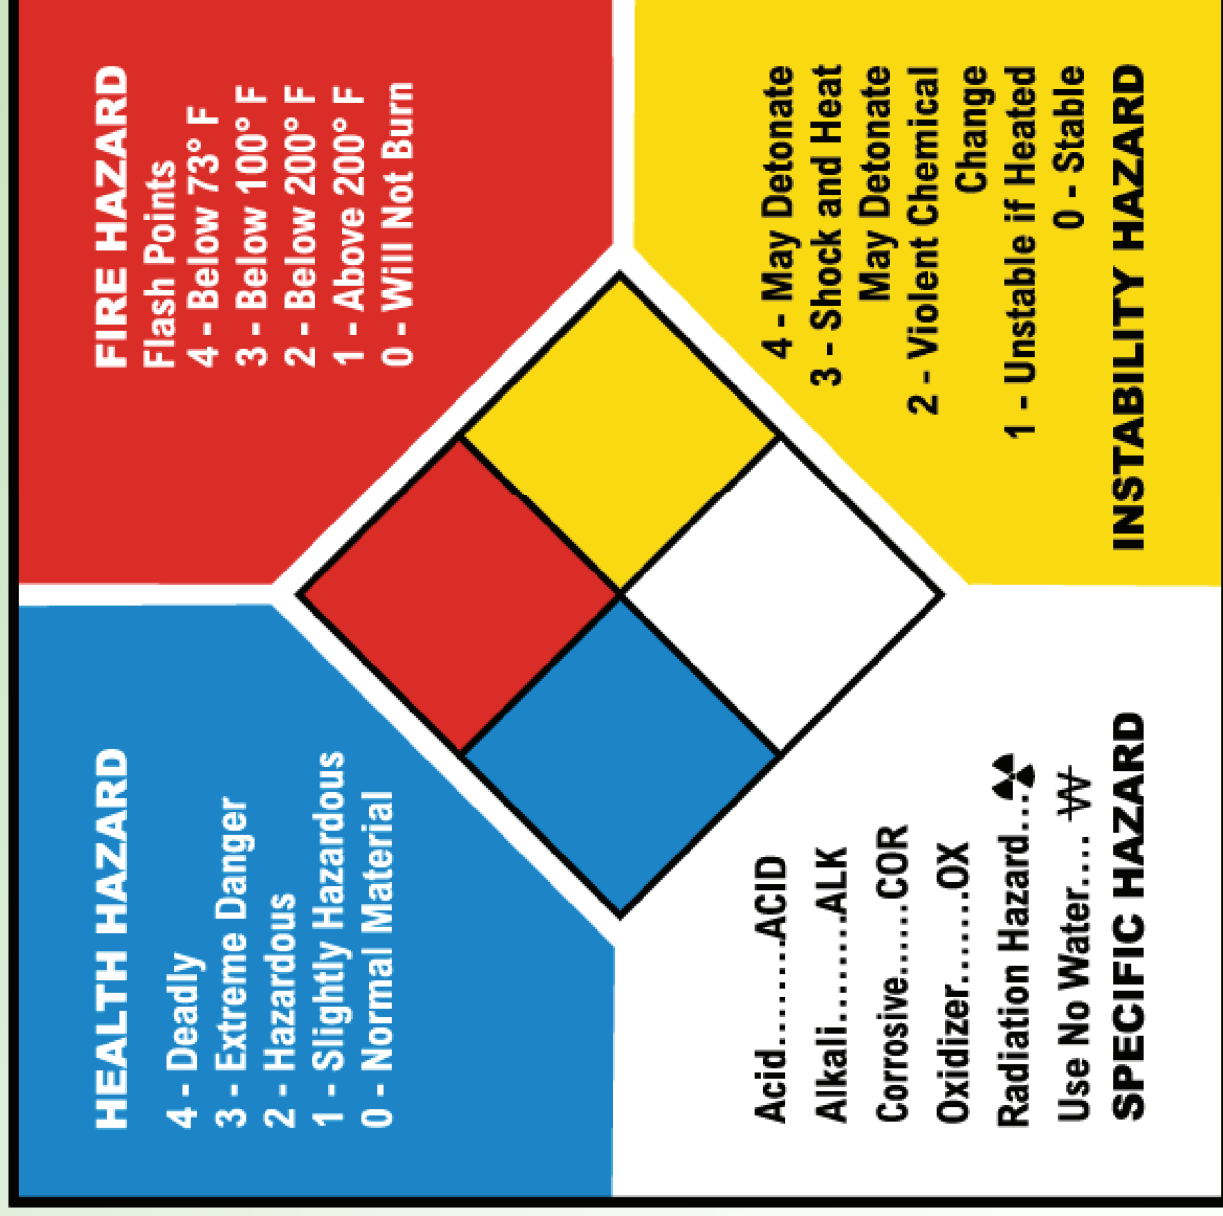 HEALTH HAZARD
4 - Deadly
3 - Extreme Danger
2 - Hazardous
1 - Slightly Hazardous
0 - Normal Material
FIRE HAZARD
Flash Points
4 - Below 73° F
3 - Below 100° F
2 - Below 200° F
1 - Above 200° F
0 - Will Not Burn
Acid........ACID
Alkali.........ALK
Corrosive......COR
Oxidizer........OX
Radiation Hazard...
Use No Water.... W̶
SPECIFIC HAZARD
4 - May Detonate
3 - Shock and Heat
May Detonate
2 - Violent Chemical
Change
1 - Unstable if Heated
0 - Stable
INSTABILITY HAZARD